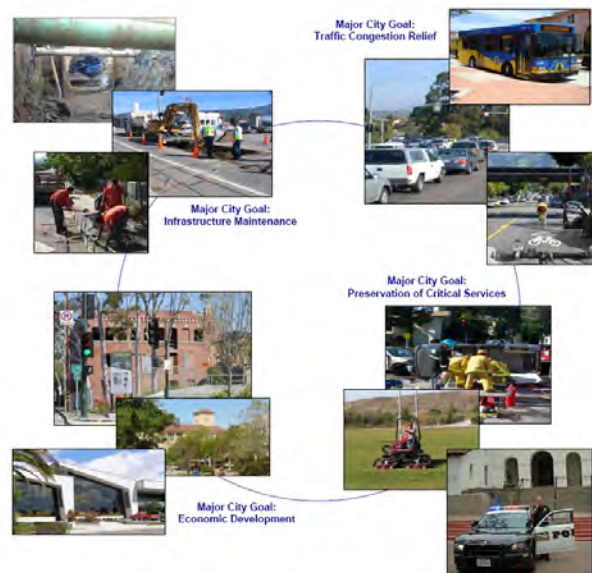 Major City Goal:
Traffic Congestion Relief
Major City Goal:
Infrastructure Maintenance
Major City Goal:
Preservation of Critical Services
Major City Goal:
Economic Development
PO